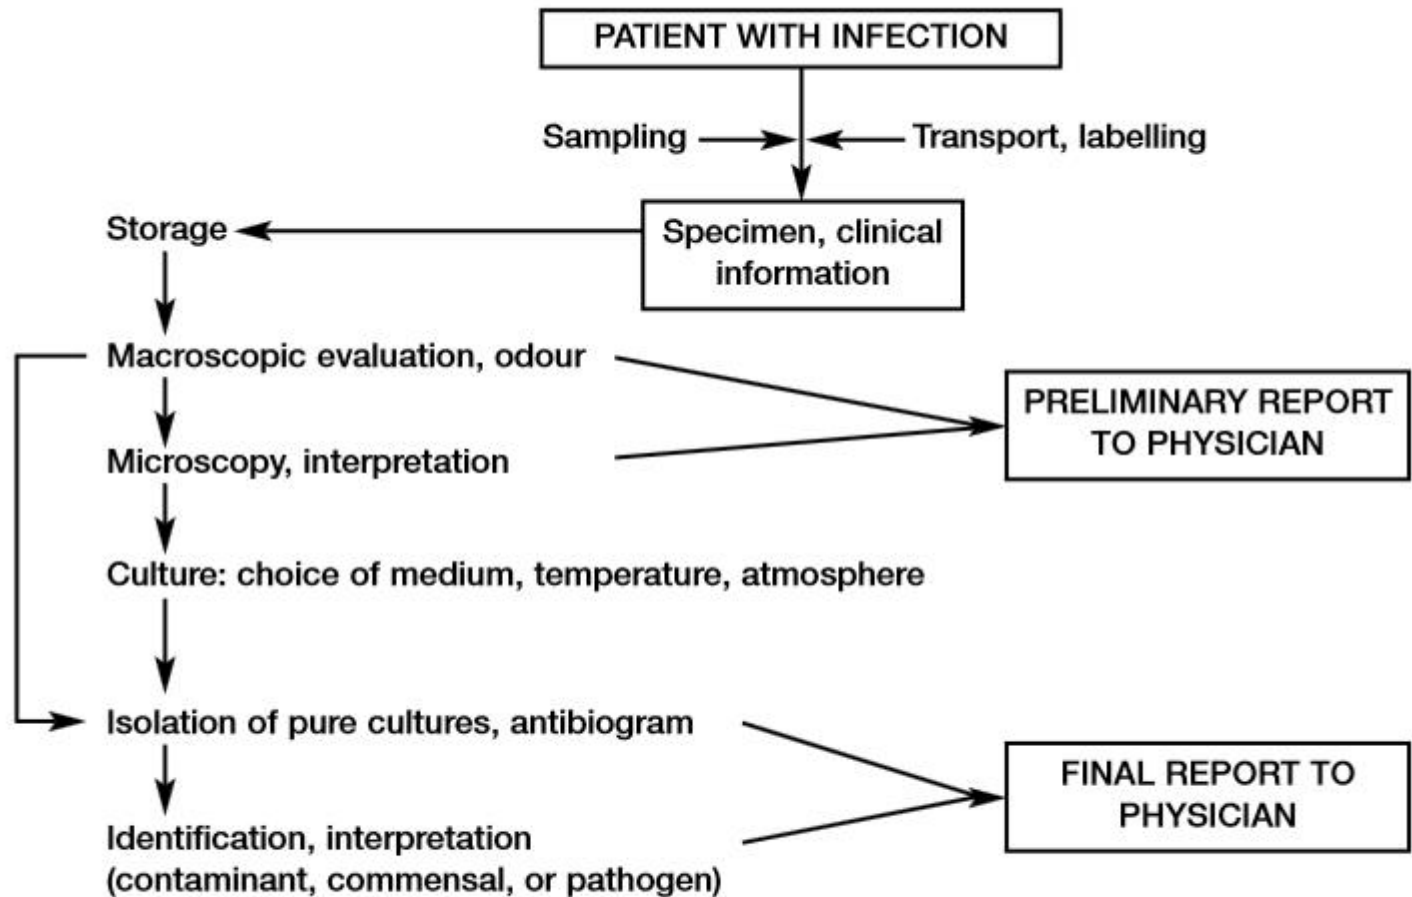 PATIENT WITH INFECTION
Sampling
Transport, labelling
Storage
Specimen, clinical
information
Macroscopic evaluation, odour
PRELIMINARY REPORT
TO PHYSICIAN
Microscopy, interpretation
Culture: choice of medium, temperature, atmosphere
Isolation of pure cultures, antibiogram
FINAL REPORT TO
PHYSICIAN
Identification, interpretation
(contaminant, commensal, or pathogen)